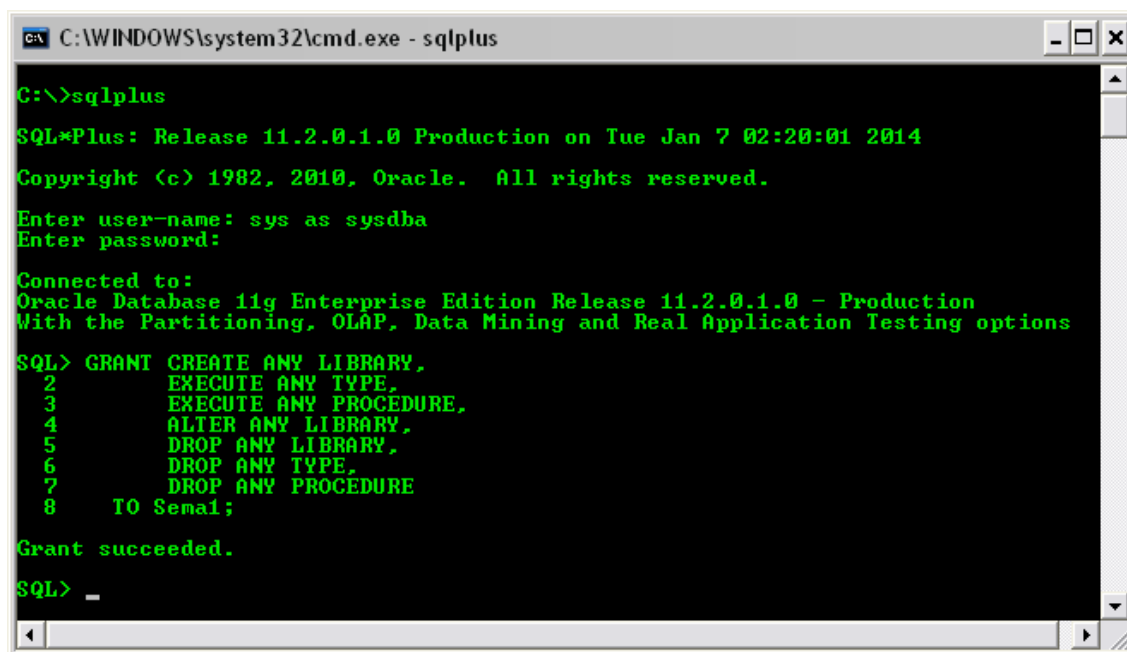 C:\WINDOWS\system32\cmd.exe - sqlplus
C:\>sqlplus
SQL*Plus: Release 11.2.0.1.0 Production on Tue Jan 7 02:20:01 2014
Copyright (c) 1982, 2010, Oracle.  All rights reserved.
Enter user-name: sys as sysdba
Enter password:
Connected to:
Oracle Database 11g Enterprise Edition Release 11.2.0.1.0 - Production
With the Partitioning, OLAP, Data Mining and Real Application Testing options
SQL> GRANT CREATE ANY LIBRARY,
  2        EXECUTE ANY TYPE,
  3        EXECUTE ANY PROCEDURE,
  4        ALTER ANY LIBRARY,
  5        DROP ANY LIBRARY,
  6        DROP ANY TYPE,
  7        DROP ANY PROCEDURE
  8    TO Sema1;
Grant succeeded.
SQL> _